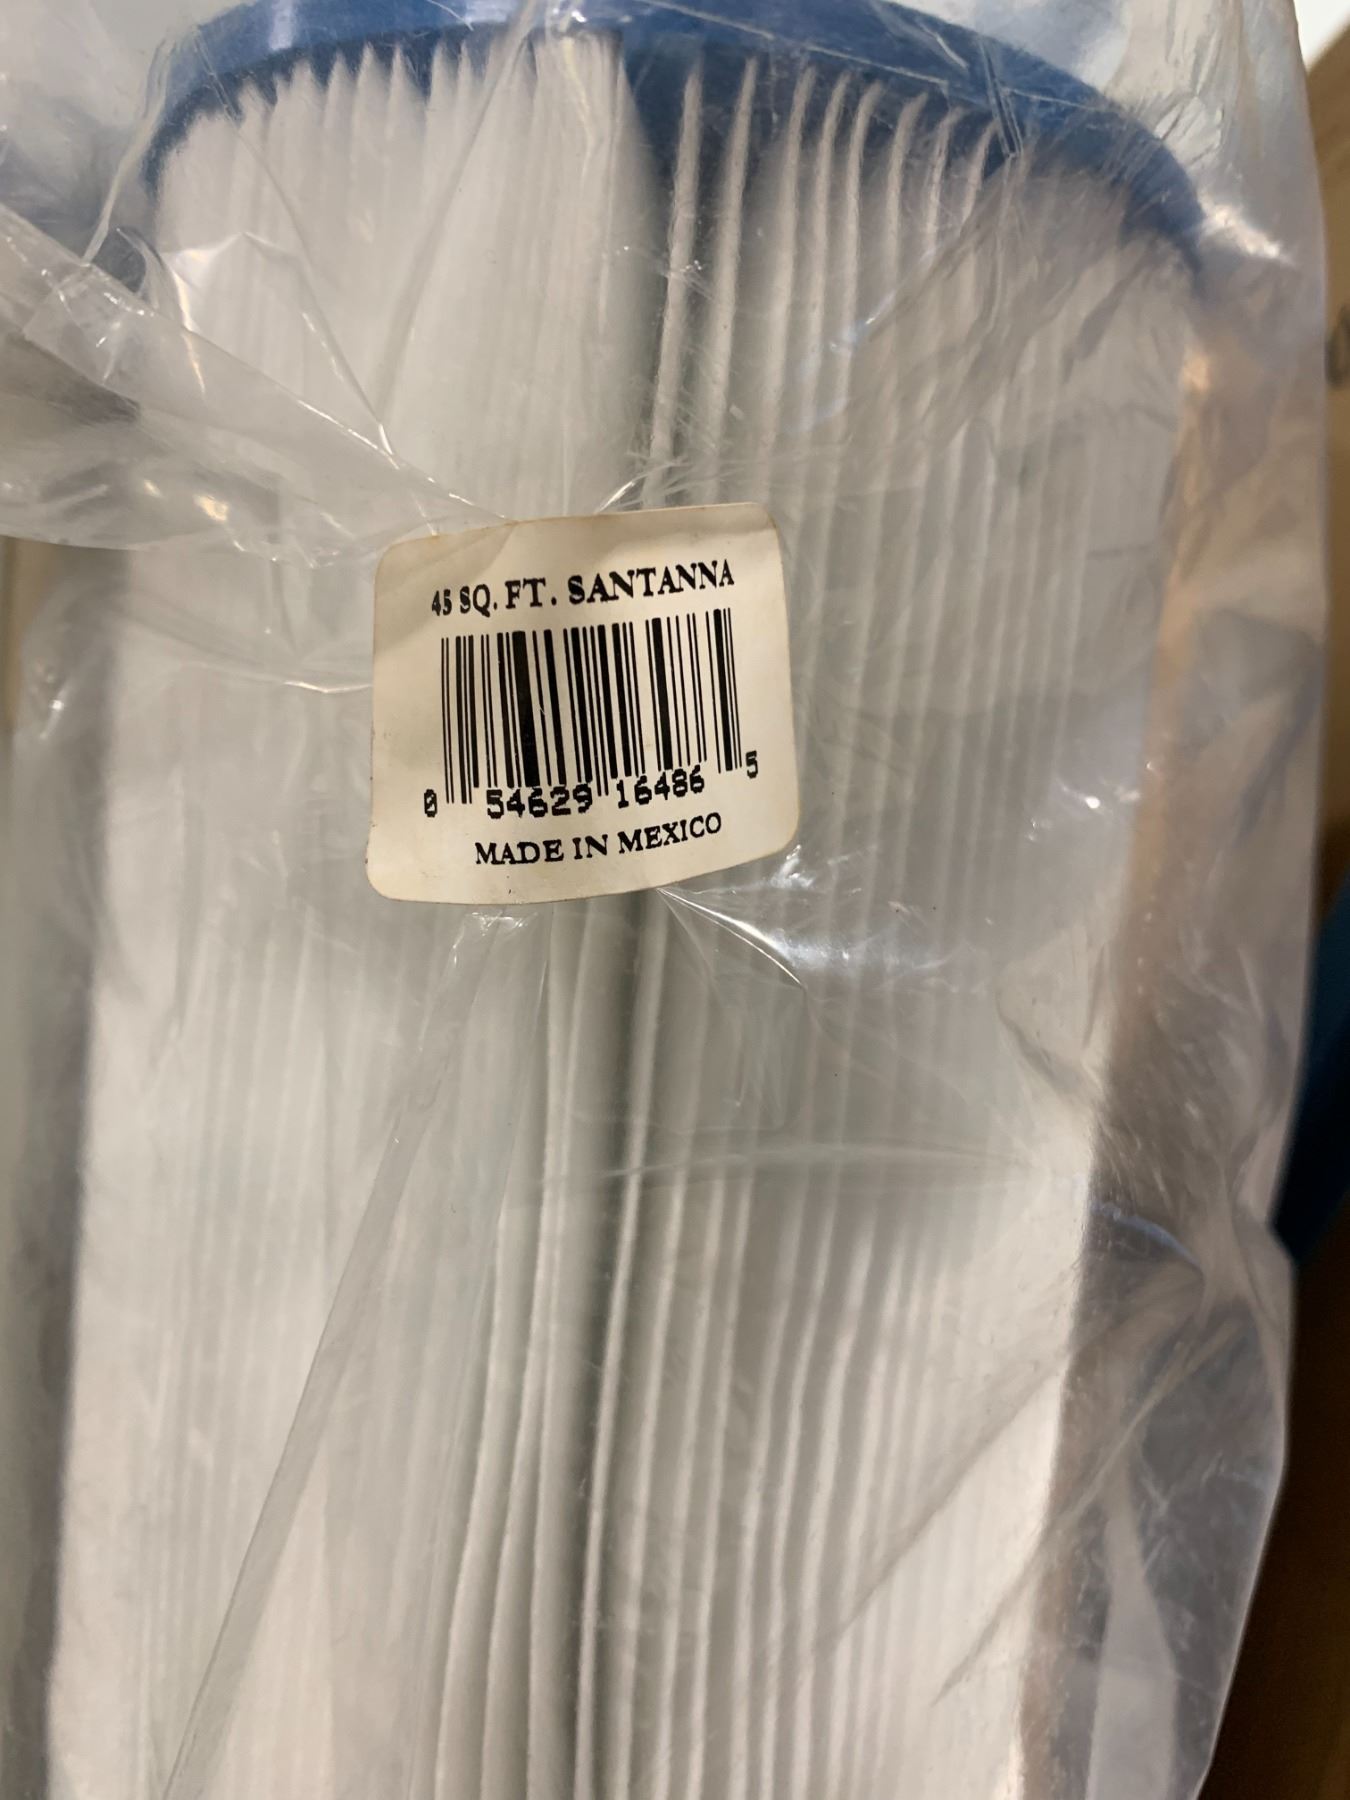 45 SQ. FT. SANTANNA
0 54629 16486 5
MADE IN MEXICO